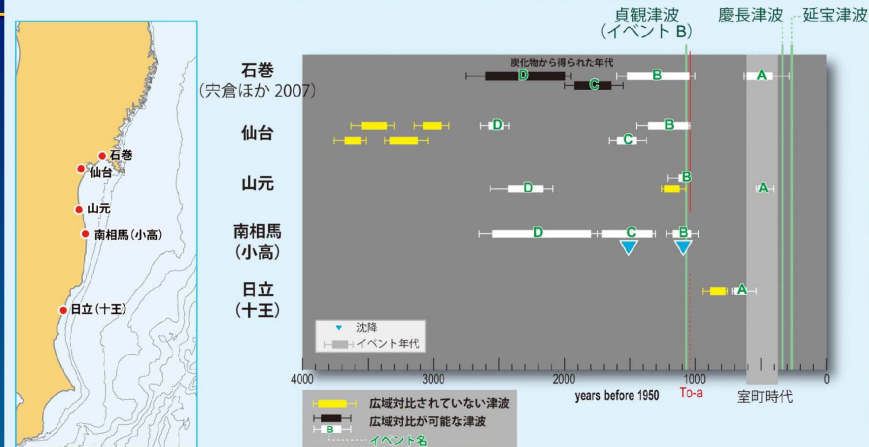 貞観津波
(イベント B)
慶長津波
延宝津波
石巻
(宍倉ほか 2007)
仙台
山元
南相馬
(小高)
日立
(十王)
炭化物から得られた年代
D
C
B
A
D
C
B
D
B
A
D
C
B
A
沈降
イベント年代
4000
3000
2000
1000
0
years before 1950
To-a
室町時代
広域対比されていない津波
広域対比が可能な津波
B
イベント名
石巻
仙台
山元
南相馬(小高)
日立(十王)